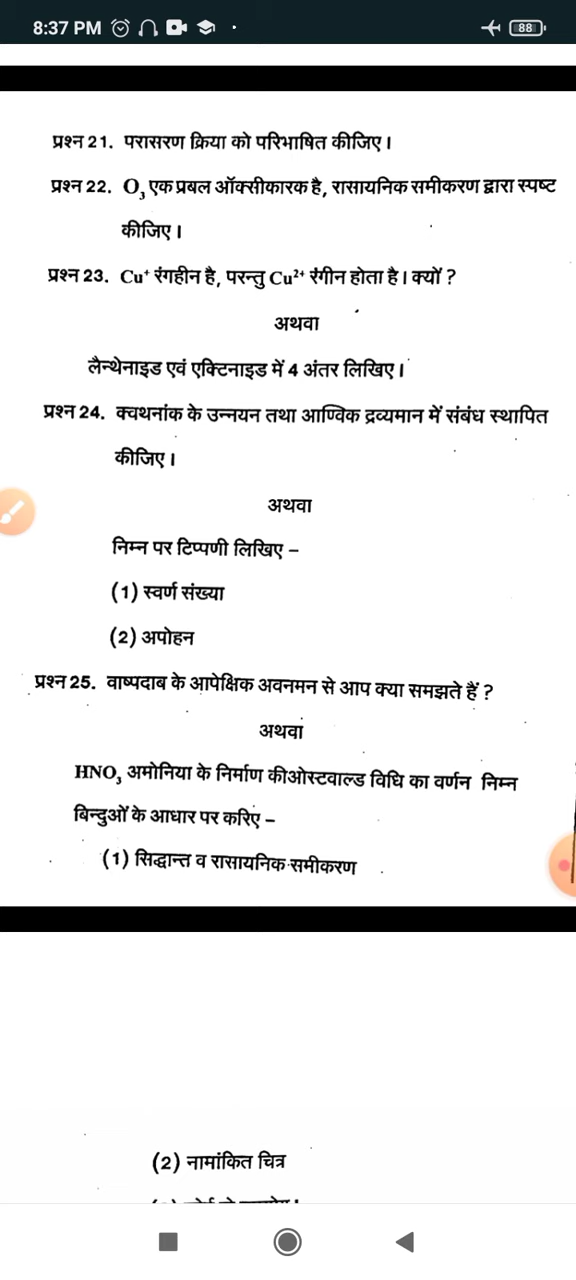 8:37 PM
88
प्रश्न 21. परासरण क्रिया को परिभाषित कीजिए।
प्रश्न 22. O₃ एक प्रबल ऑक्सीकारक है, रासायनिक समीकरण द्वारा स्पष्ट
कीजिए।
प्रश्न 23. Cu⁺ रंगहीन है, परन्तु Cu²⁺ रंगीन होता है। क्यों ?
अथवा
लैन्थेनाइड एवं एक्टिनाइड में 4 अंतर लिखिए।
प्रश्न 24. क्वथनांक के उन्नयन तथा आण्विक द्रव्यमान में संबंध स्थापित
कीजिए।
अथवा
निम्न पर टिप्पणी लिखिए –
(1) स्वर्ण संख्या
(2) अपोहन
प्रश्न 25. वाष्पदाब के आपेक्षिक अवनमन से आप क्या समझते हैं ?
अथवा
HNO₃ अमोनिया के निर्माण कीओस्टवाल्ड विधि का वर्णन निम्न
बिन्दुओं के आधार पर करिए –
(1) सिद्धान्त व रासायनिक समीकरण
(2) नामांकित चित्र